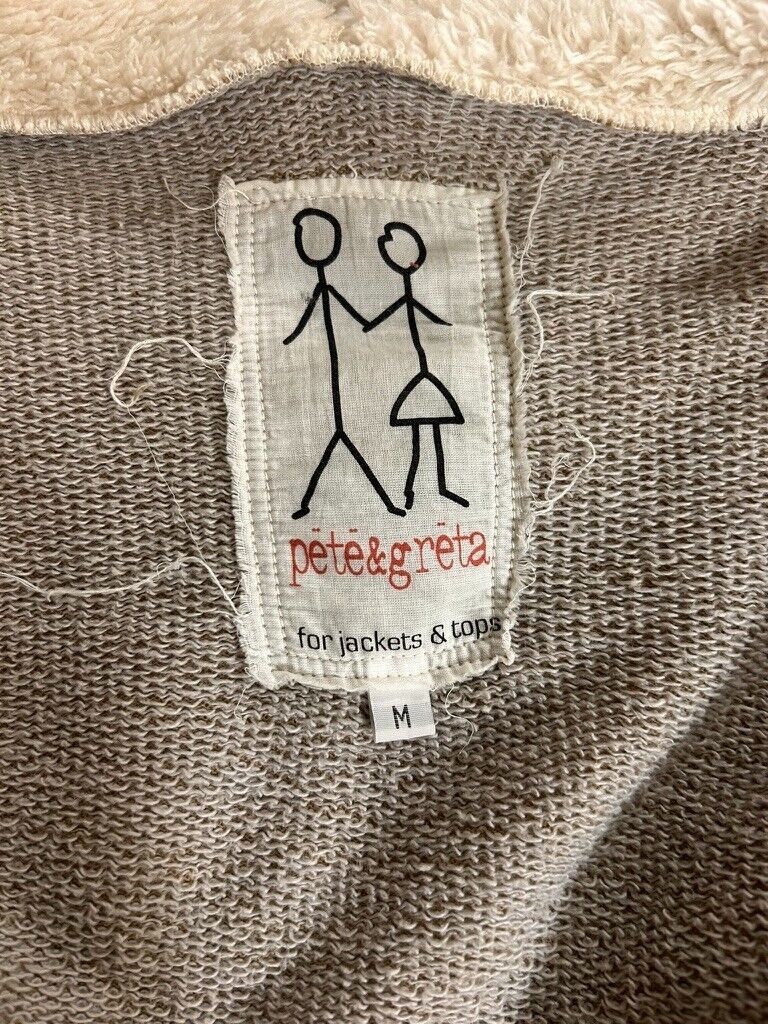 pētē&grēta
for jackets & tops
M